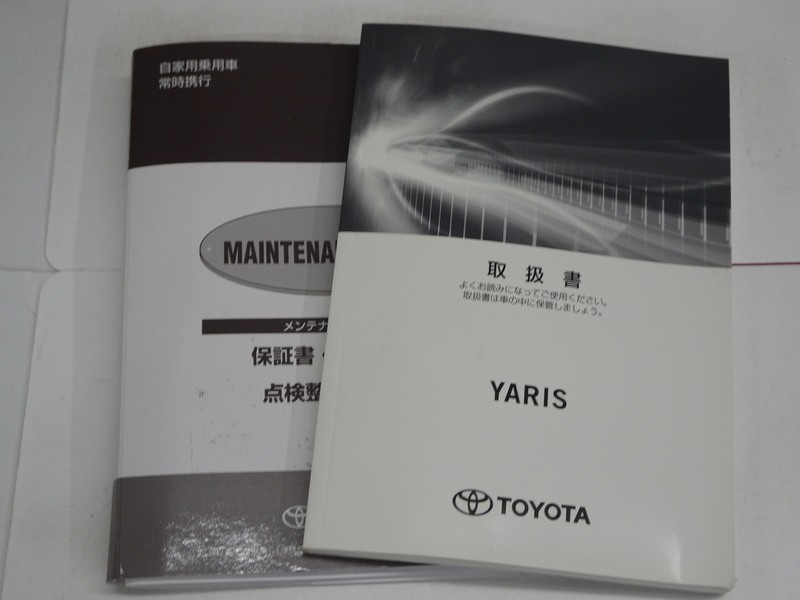 自家用乗用車
常時携行
MAINTENA
メンテナ
保証書・
点検整
取扱書
よくお読みになってご使用ください。
取扱書は車の中に保管しましょう。
YARIS
TOYOTA